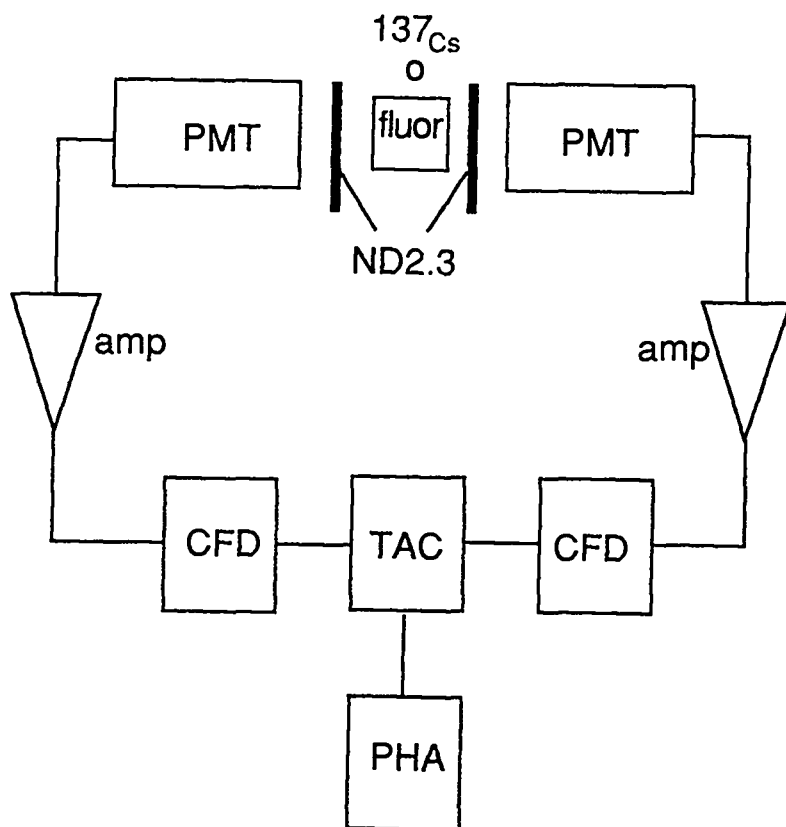 137Cs
PMT
fluor
PMT
ND2.3
amp
amp
CFD
TAC
CFD
PHA